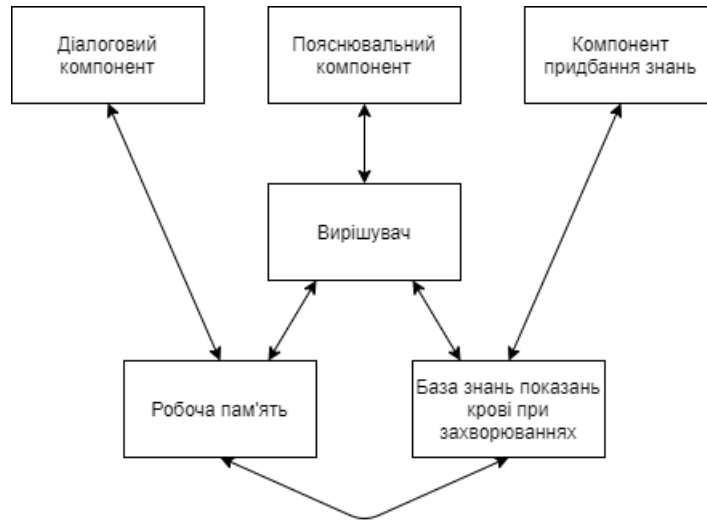 Діалоговий
компонент
Пояснювальний
компонент
Компонент
придбання знань
Вирішувач
Робоча пам'ять
База знань показань
крові при
захворюваннях